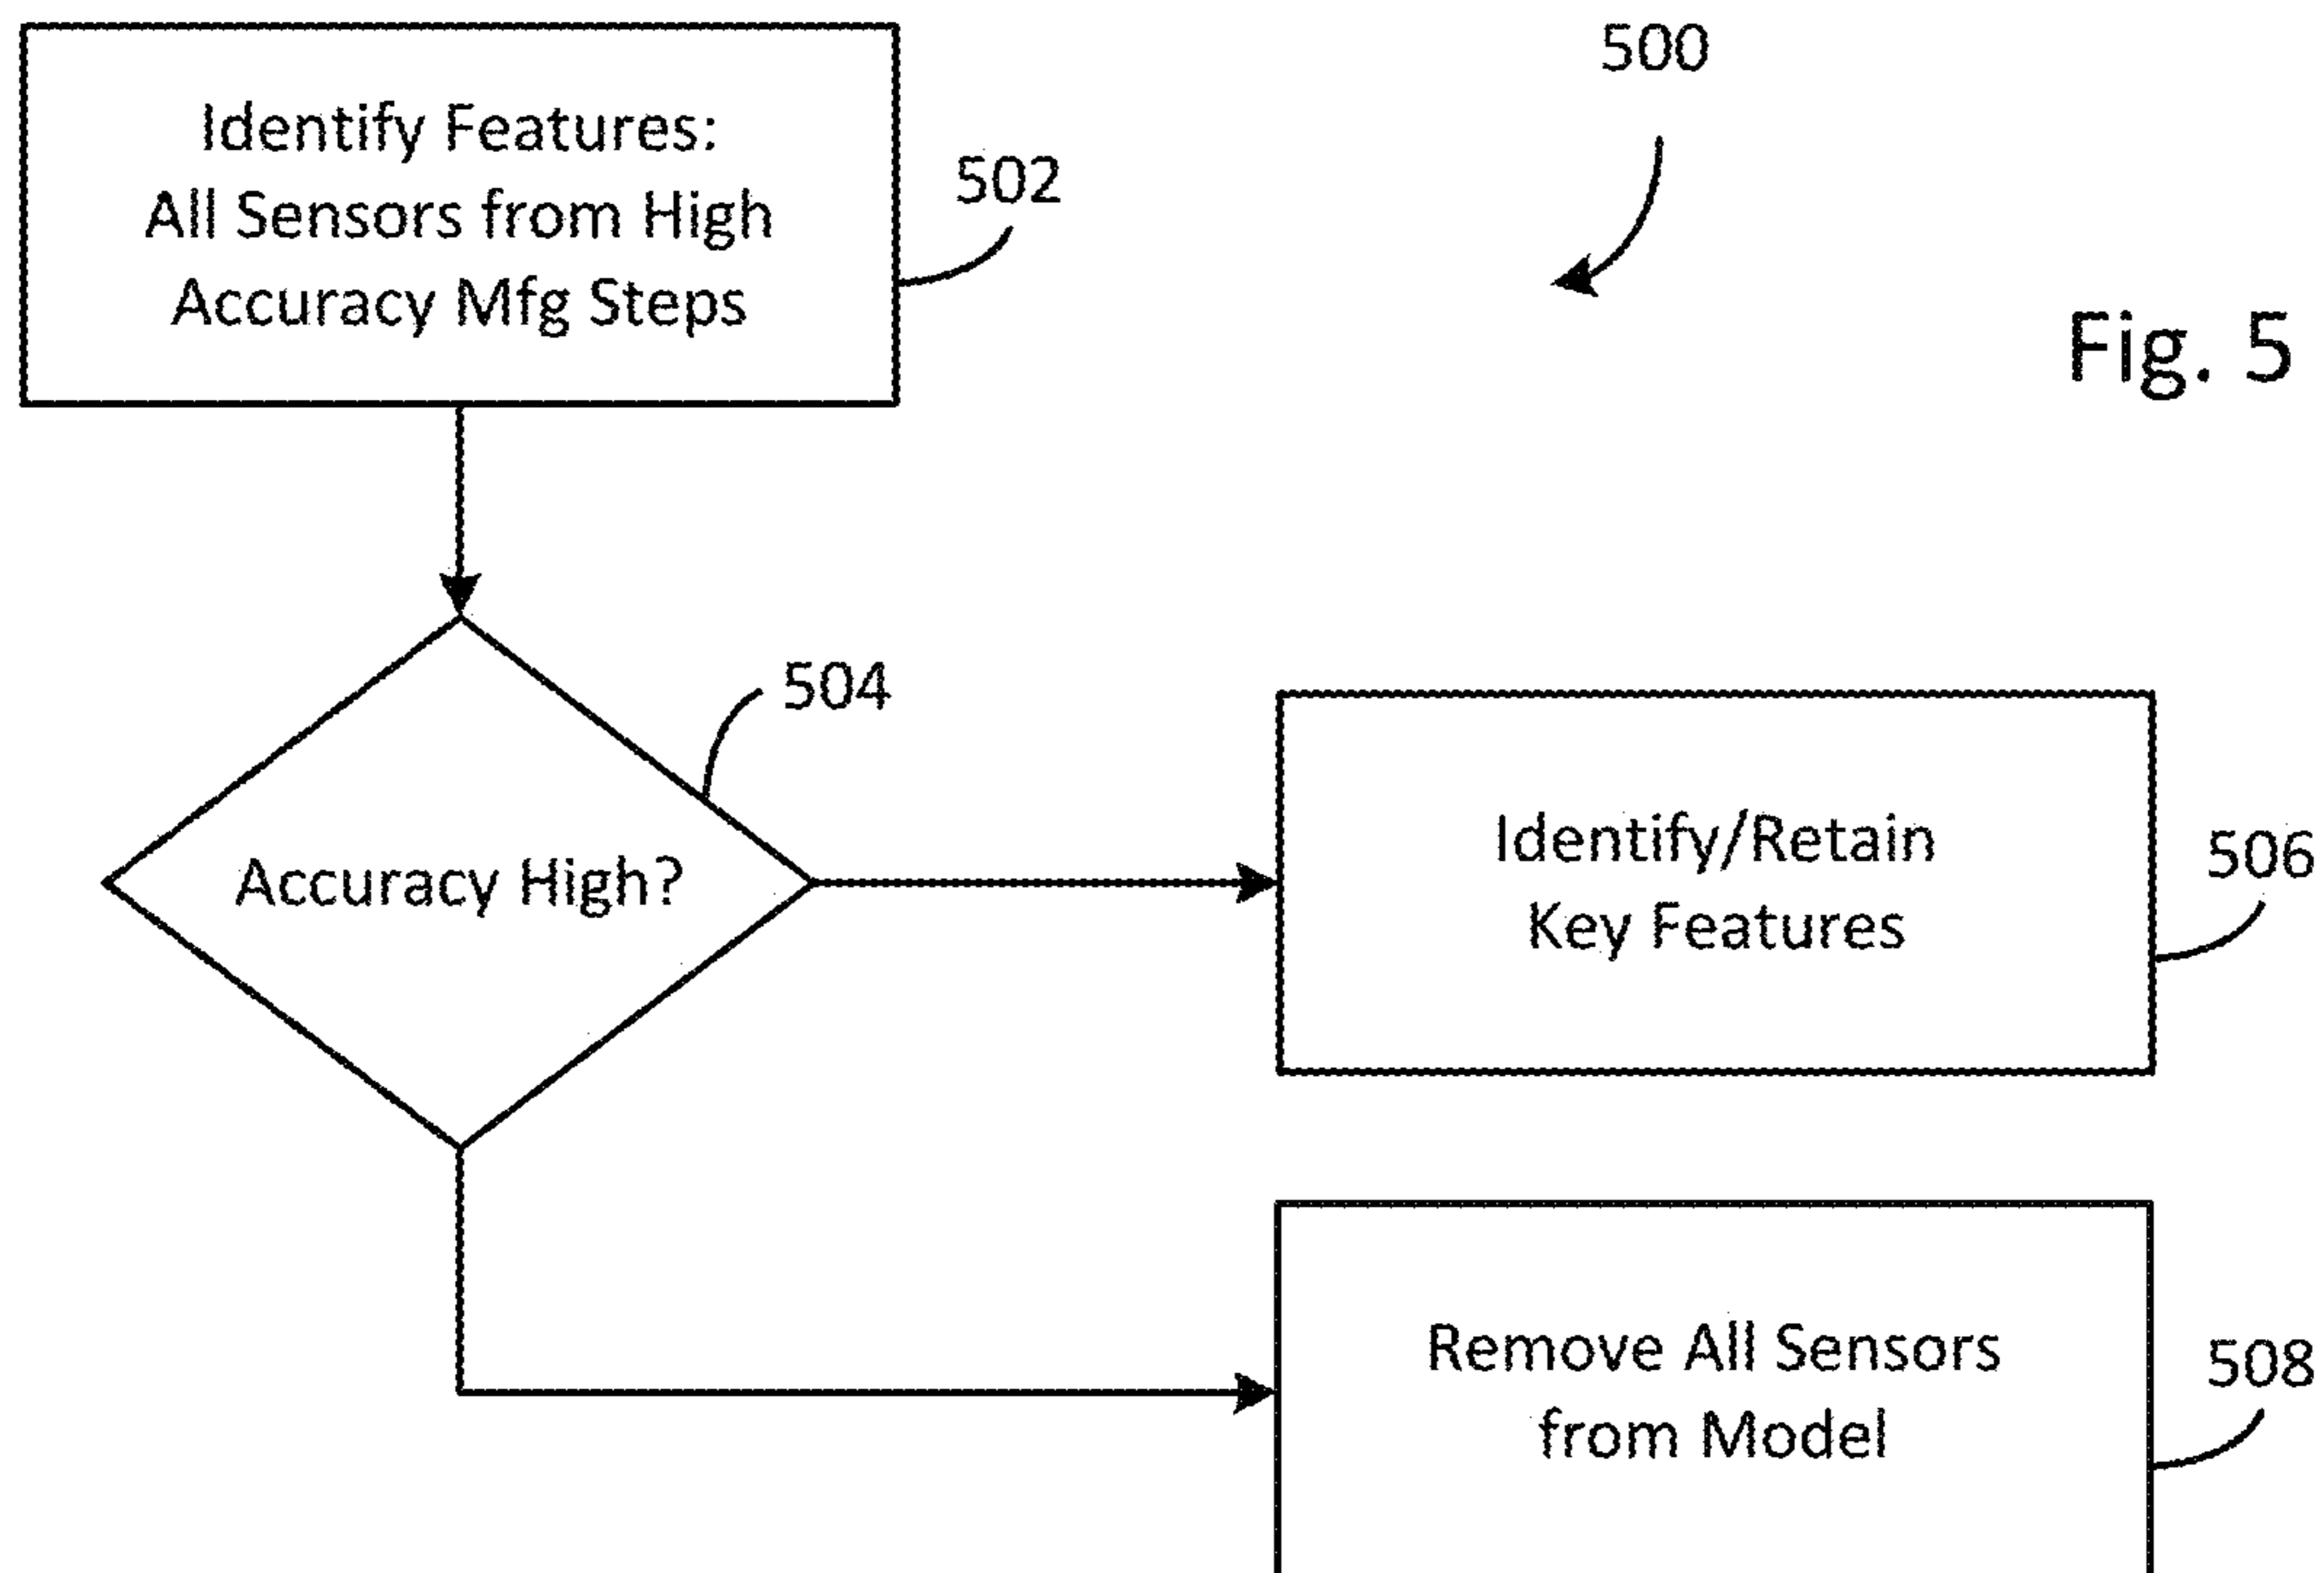 500
Identify Features:
All Sensors from High
Accuracy Mfg Steps
502
Fig. 5
504
Accuracy High?
Identify/Retain
Key Features
506
Remove All Sensors
from Model
508